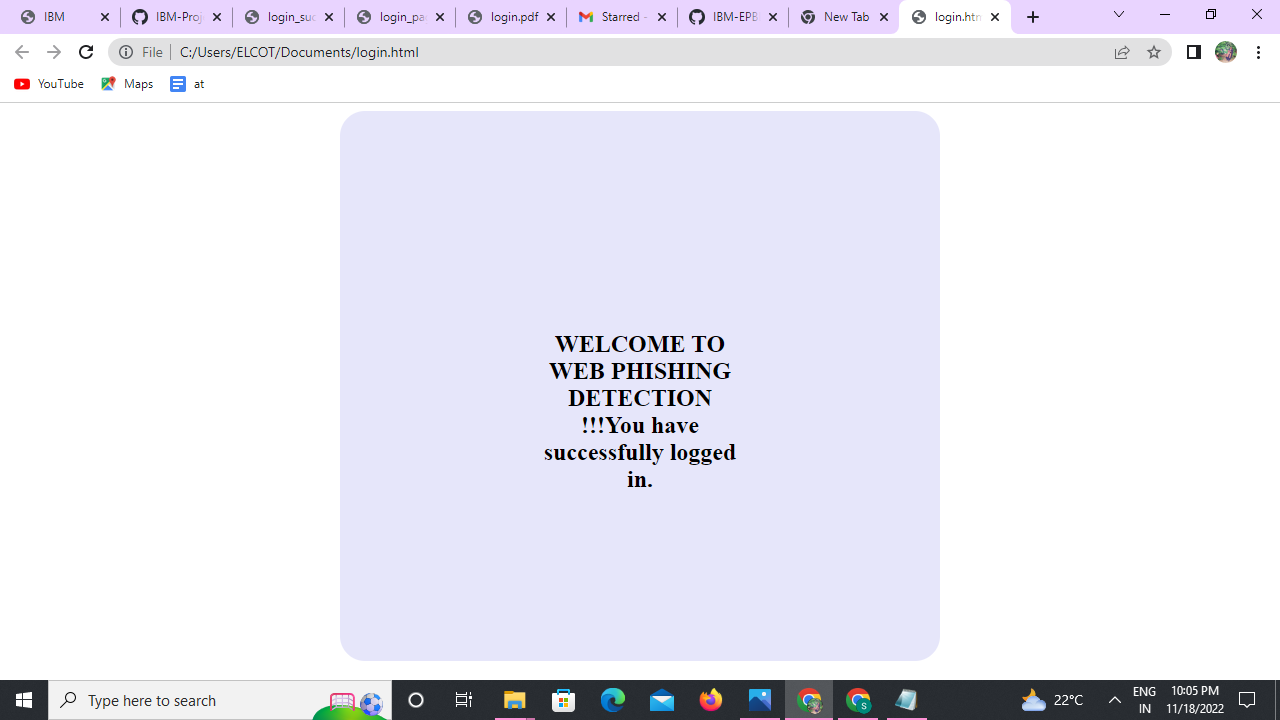 IBM
IBM-Proj
login_suc
login_pa
login.pdf
Starred -
IBM-EPB
New Tab
login.htm
File
C:/Users/ELCOT/Documents/login.html
YouTube
Maps
at
WELCOME TO
WEB PHISHING
DETECTION
!!!You have
successfully logged
in.
Type here to search
S
22°C
ENG
IN
10:05 PM
11/18/2022